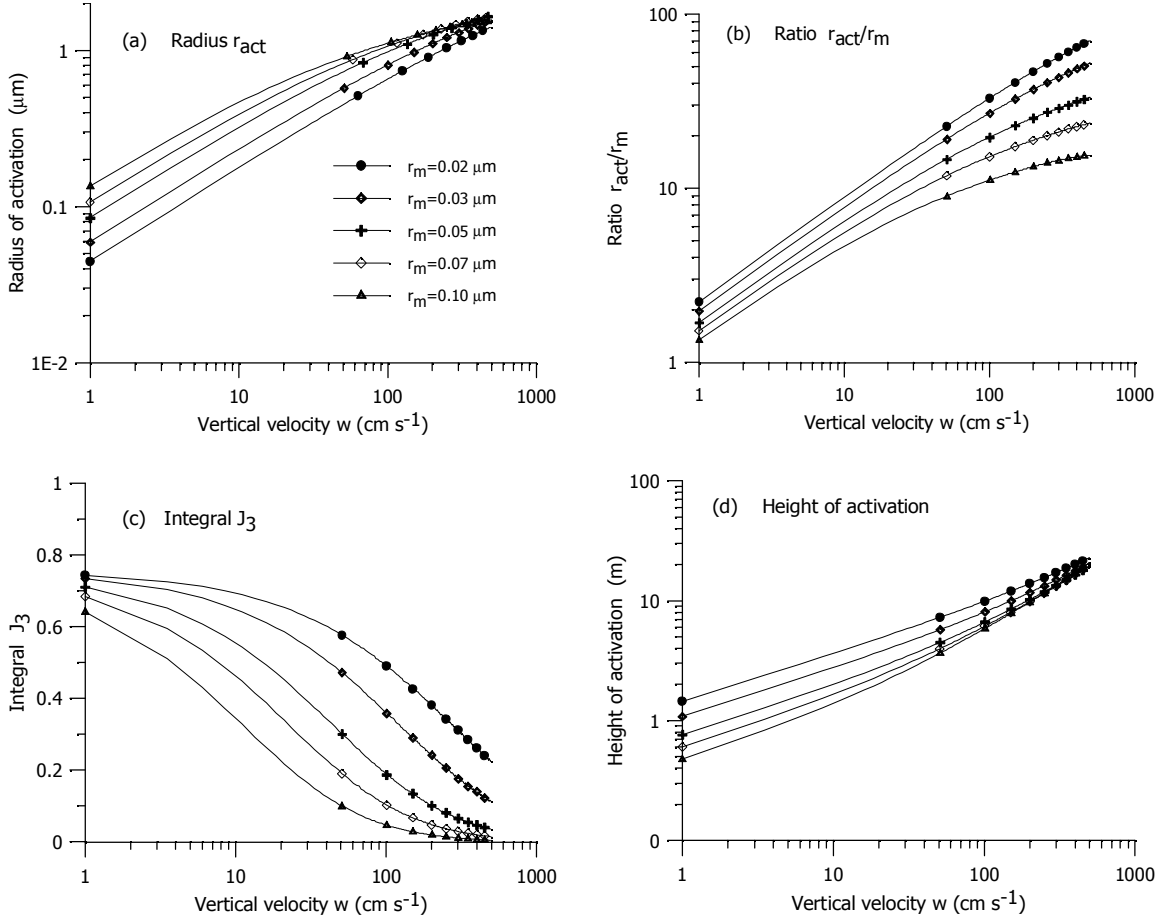 (a) Radius r_act
Radius of activation (μm)
1
0.1
1E-2
r_m=0.02 μm
r_m=0.03 μm
r_m=0.05 μm
r_m=0.07 μm
r_m=0.10 μm
1 10 100 1000
Vertical velocity w (cm s⁻¹)
(b) Ratio r_act/r_m
Ratio r_act/r_m
100
10
1
1 10 100 1000
Vertical velocity w (cm s⁻¹)
(c) Integral J₃
Integral J₃
1
0.8
0.6
0.4
0.2
0
1 10 100 1000
Vertical velocity w (cm s⁻¹)
(d) Height of activation
Height of activation (m)
100
10
1
0
1 10 100 1000
Vertical velocity w (cm s⁻¹)